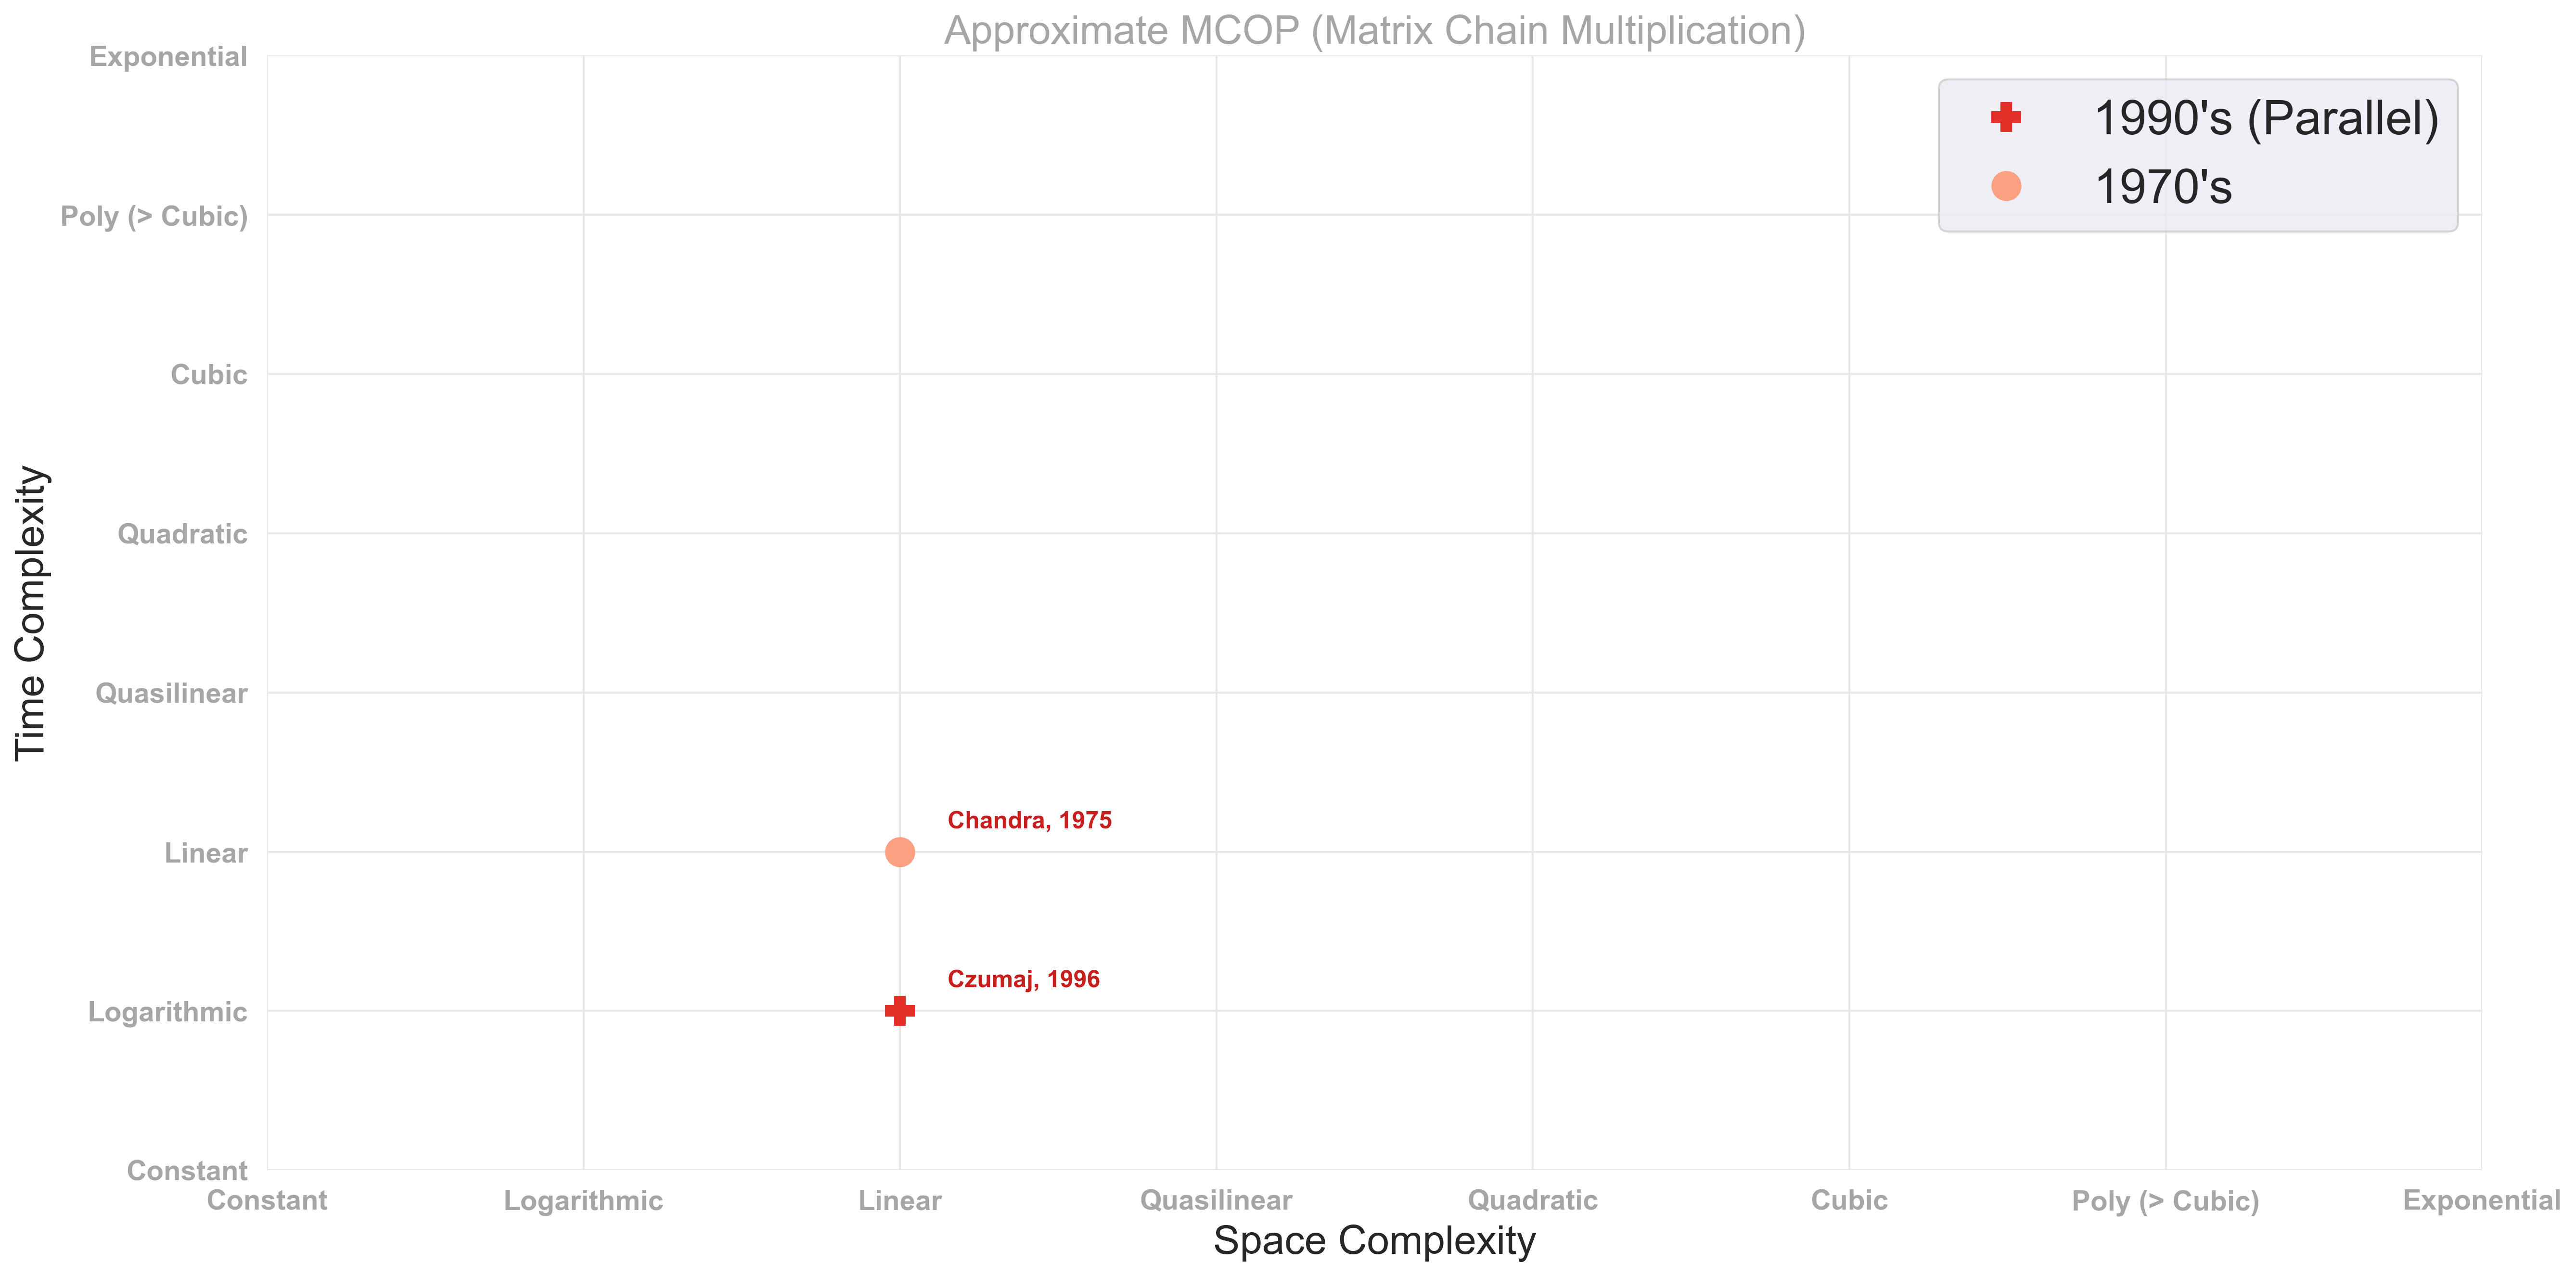 Approximate MCOP (Matrix Chain Multiplication)
Exponential
Poly (> Cubic)
Cubic
Quadratic
Quasilinear
Linear
Logarithmic
Constant
Time Complexity
1990's (Parallel)
1970's
Chandra, 1975
Czumaj, 1996
Constant
Logarithmic
Linear
Quasilinear
Quadratic
Cubic
Poly (> Cubic)
Exponential
Space Complexity